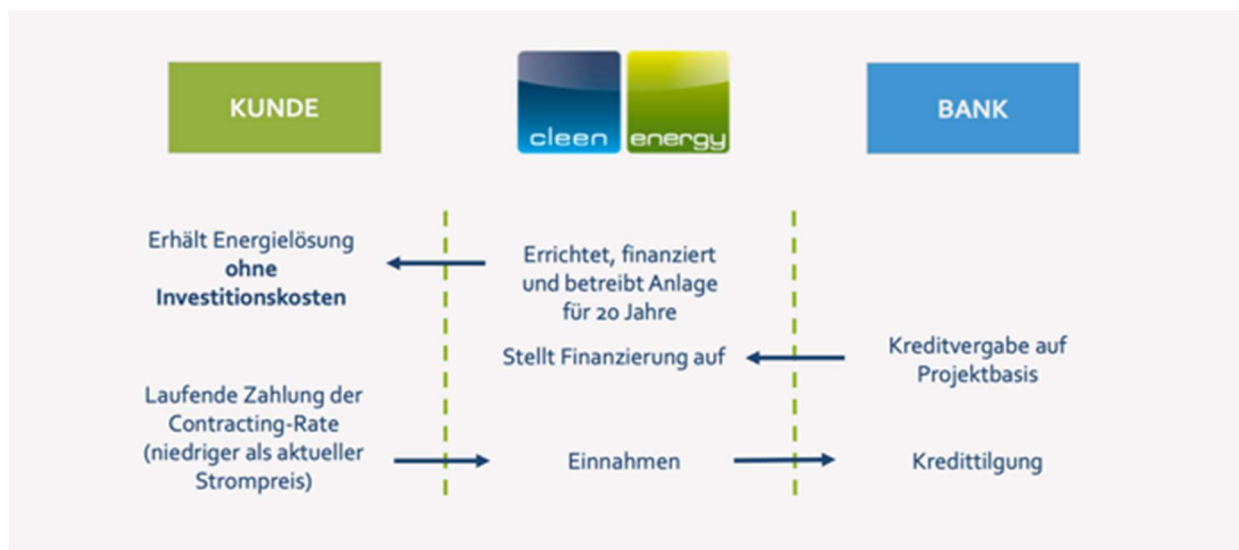 KUNDE
cleen energy
BANK
Erhält Energielösung
ohne
Investitionskosten
Errichtet, finanziert
und betreibt Anlage
für 20 Jahre
Stellt Finanzierung auf
Kreditvergabe auf
Projektbasis
Laufende Zahlung der
Contracting-Rate
(niedriger als aktueller
Strompreis)
Einnahmen
Kredittilgung